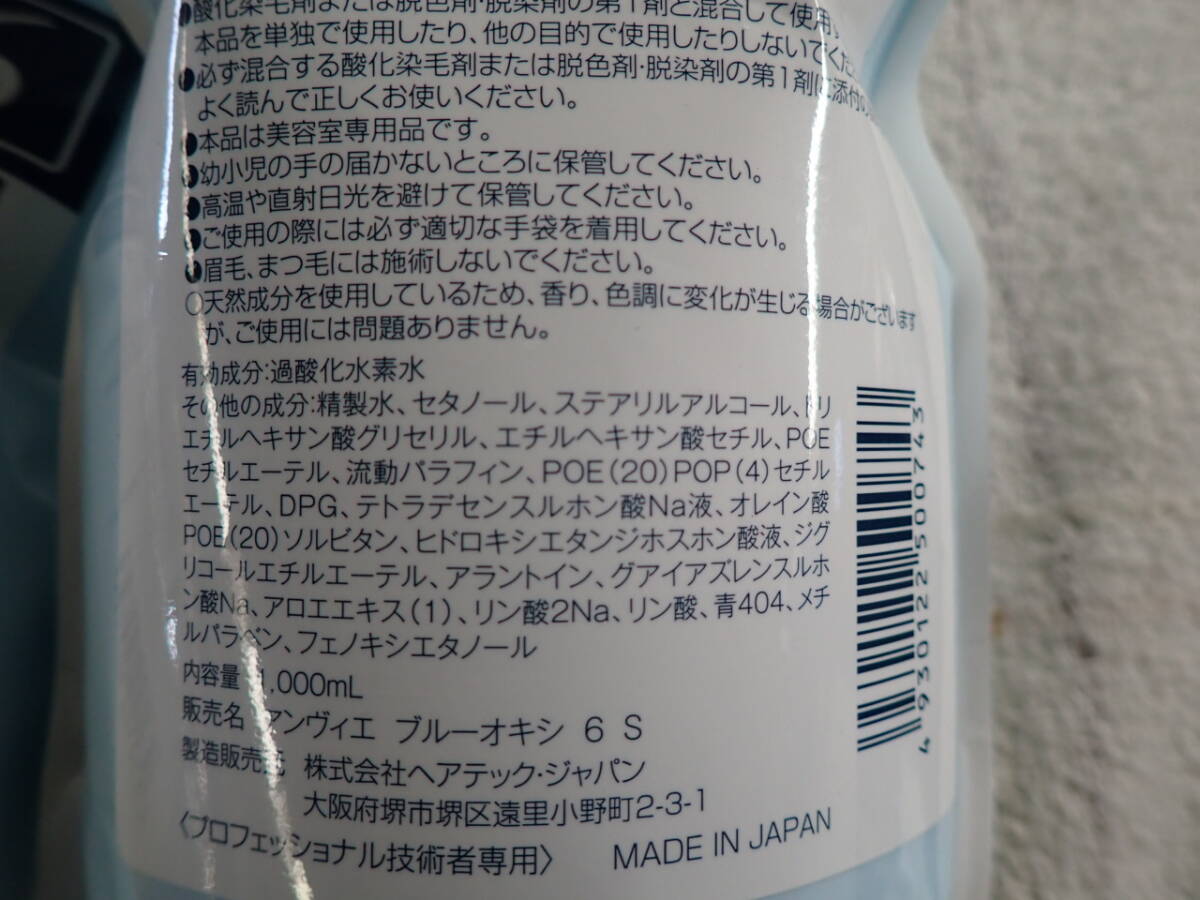 ●酸化染毛剤または脱色剤・脱染剤の第1剤と混合して使用
本品を単独で使用したり、他の目的で使用したりしないでくだ
●必ず混合する酸化染毛剤または脱色剤・脱染剤の第1剤に添付の
よく読んで正しくお使いください。
●本品は美容室専用品です。
●幼小児の手の届かないところに保管してください。
●高温や直射日光を避けて保管してください。
●ご使用の際には必ず適切な手袋を着用してください。
●眉毛、まつ毛には施術しないでください。
○天然成分を使用しているため、香り、色調に変化が生じる場合がございます
が、ご使用には問題ありません。
有効成分:過酸化水素水
その他の成分:精製水、セタノール、ステアリルアルコール、トリ
エチルヘキサン酸グリセリル、エチルヘキサン酸セチル、POE
セチルエーテル、流動パラフィン、POE(20)POP(4)セチル
エーテル、DPG、テトラデセンスルホン酸Na液、オレイン酸
POE(20)ソルビタン、ヒドロキシエタンジホスホン酸液、ジグ
リコールエチルエーテル、アラントイン、グアイアズレンスルホ
ン酸Na、アロエエキス(1)、リン酸2Na、リン酸、青404、メチ
ルパラベン、フェノキシエタノール
内容量 1,000mL
販売名 アンヴィエ ブルーオキシ 6 S
製造販売元 株式会社ヘアテック・ジャパン
大阪府堺市堺区遠里小野町2-3-1
〈プロフェッショナル技術者専用〉 MADE IN JAPAN
4930122500743